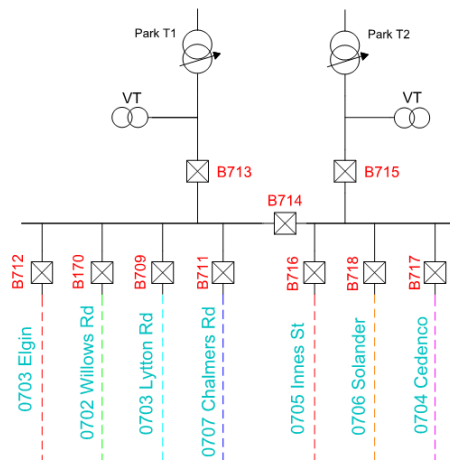 Park T1
Park T2
VT
VT
B713
B715
B714
B712
B170
B709
B711
B716
B718
B717
0703 Elgin
0702 Willows Rd
0703 Lytton Rd
0707 Chalmers Rd
0705 Innes St
0706 Solander
0704 Cedenco